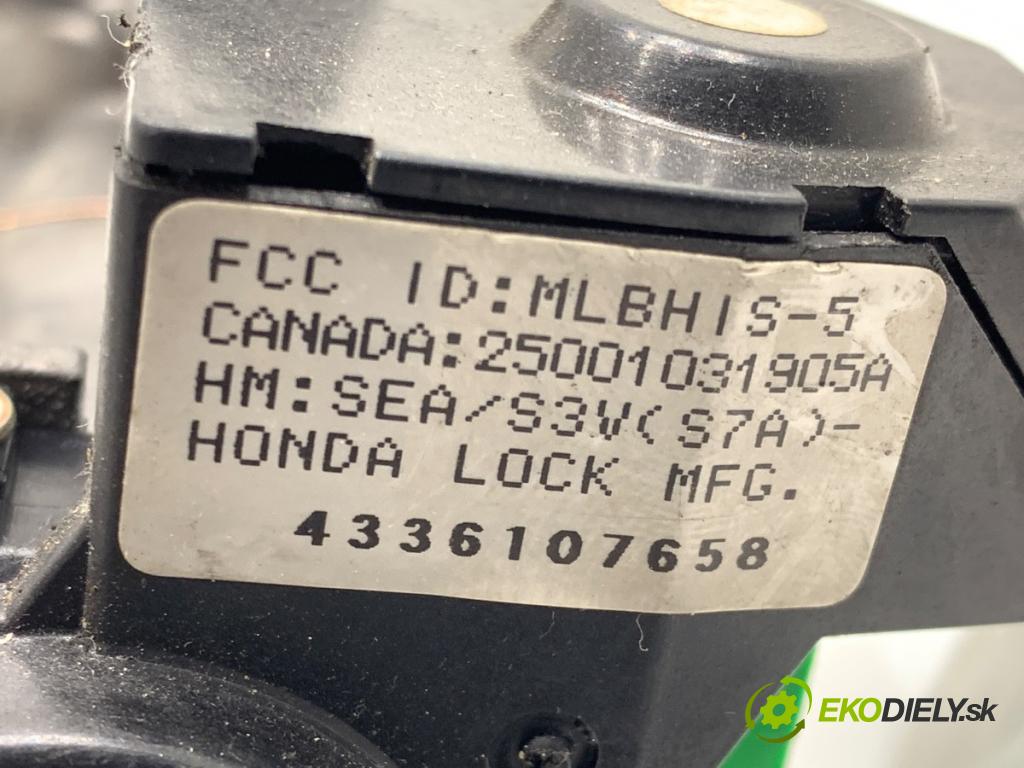 FCC ID:MLBHIS-5
CANADA:25001031905A
HM:SEA/S3V(S7A)-
HONDA LOCK MFG.
4336107658
EKODIELY.sk